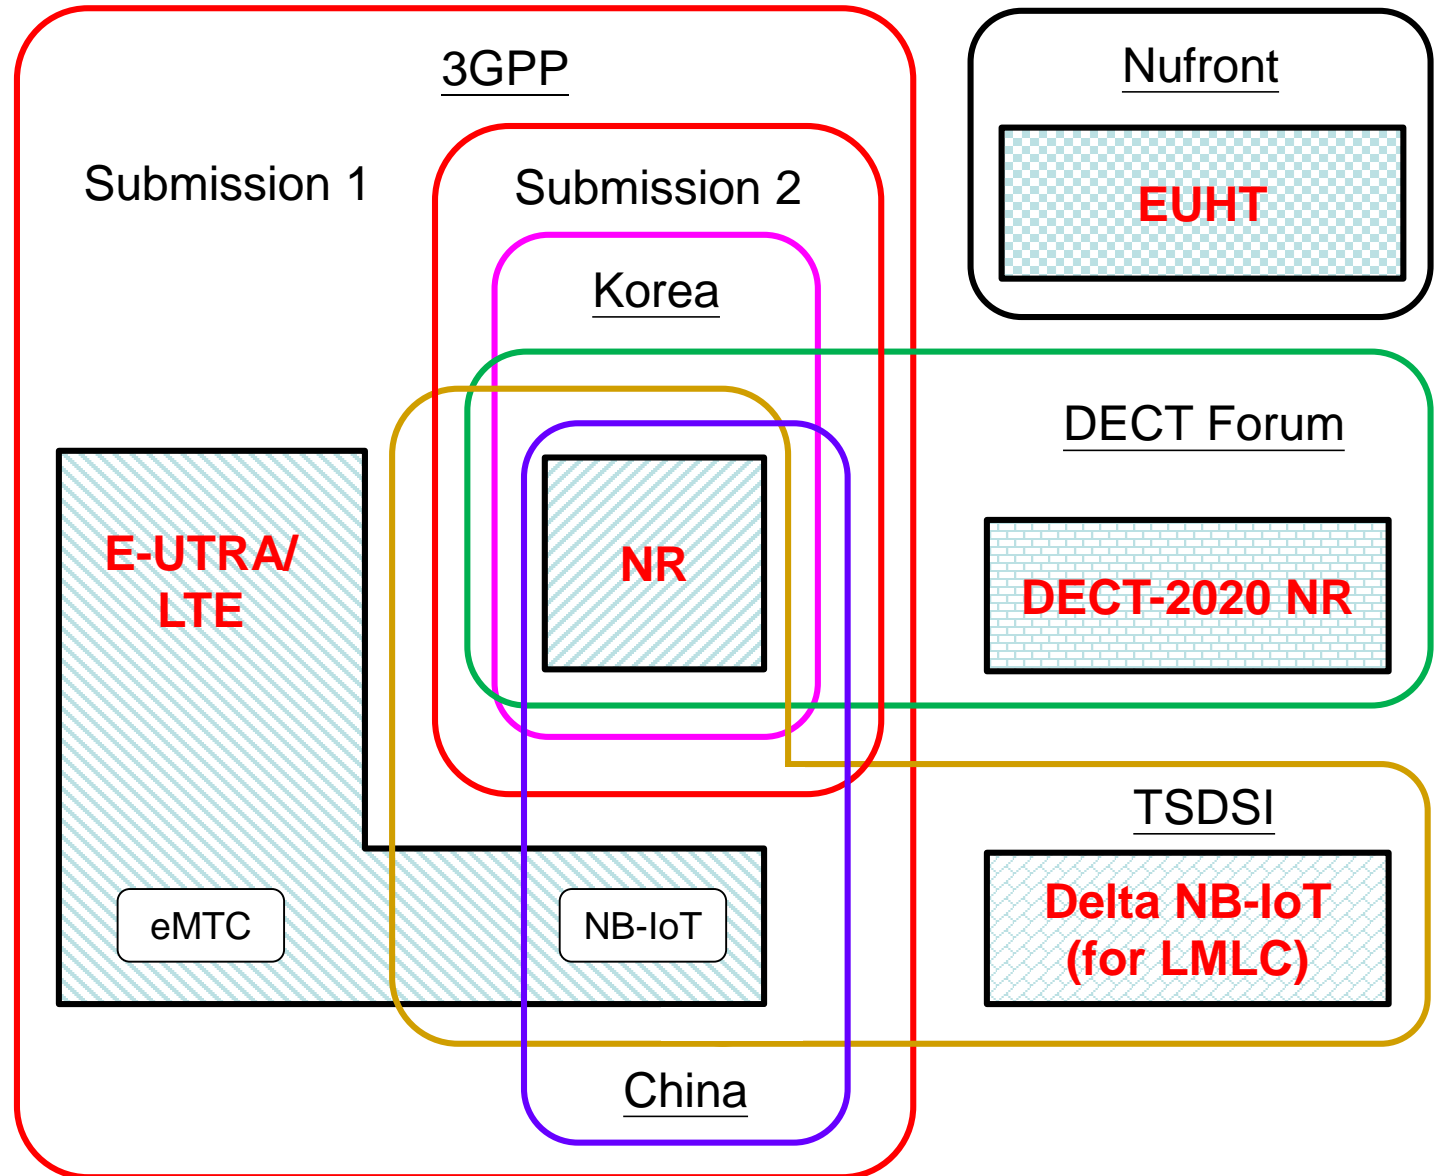 3GPP
Nufront
Submission 1
Submission 2
EUHT
Korea
DECT Forum
E-UTRA/
LTE
NR
DECT-2020 NR
TSDSI
eMTC
NB-IoT
Delta NB-IoT
(for LMLC)
China